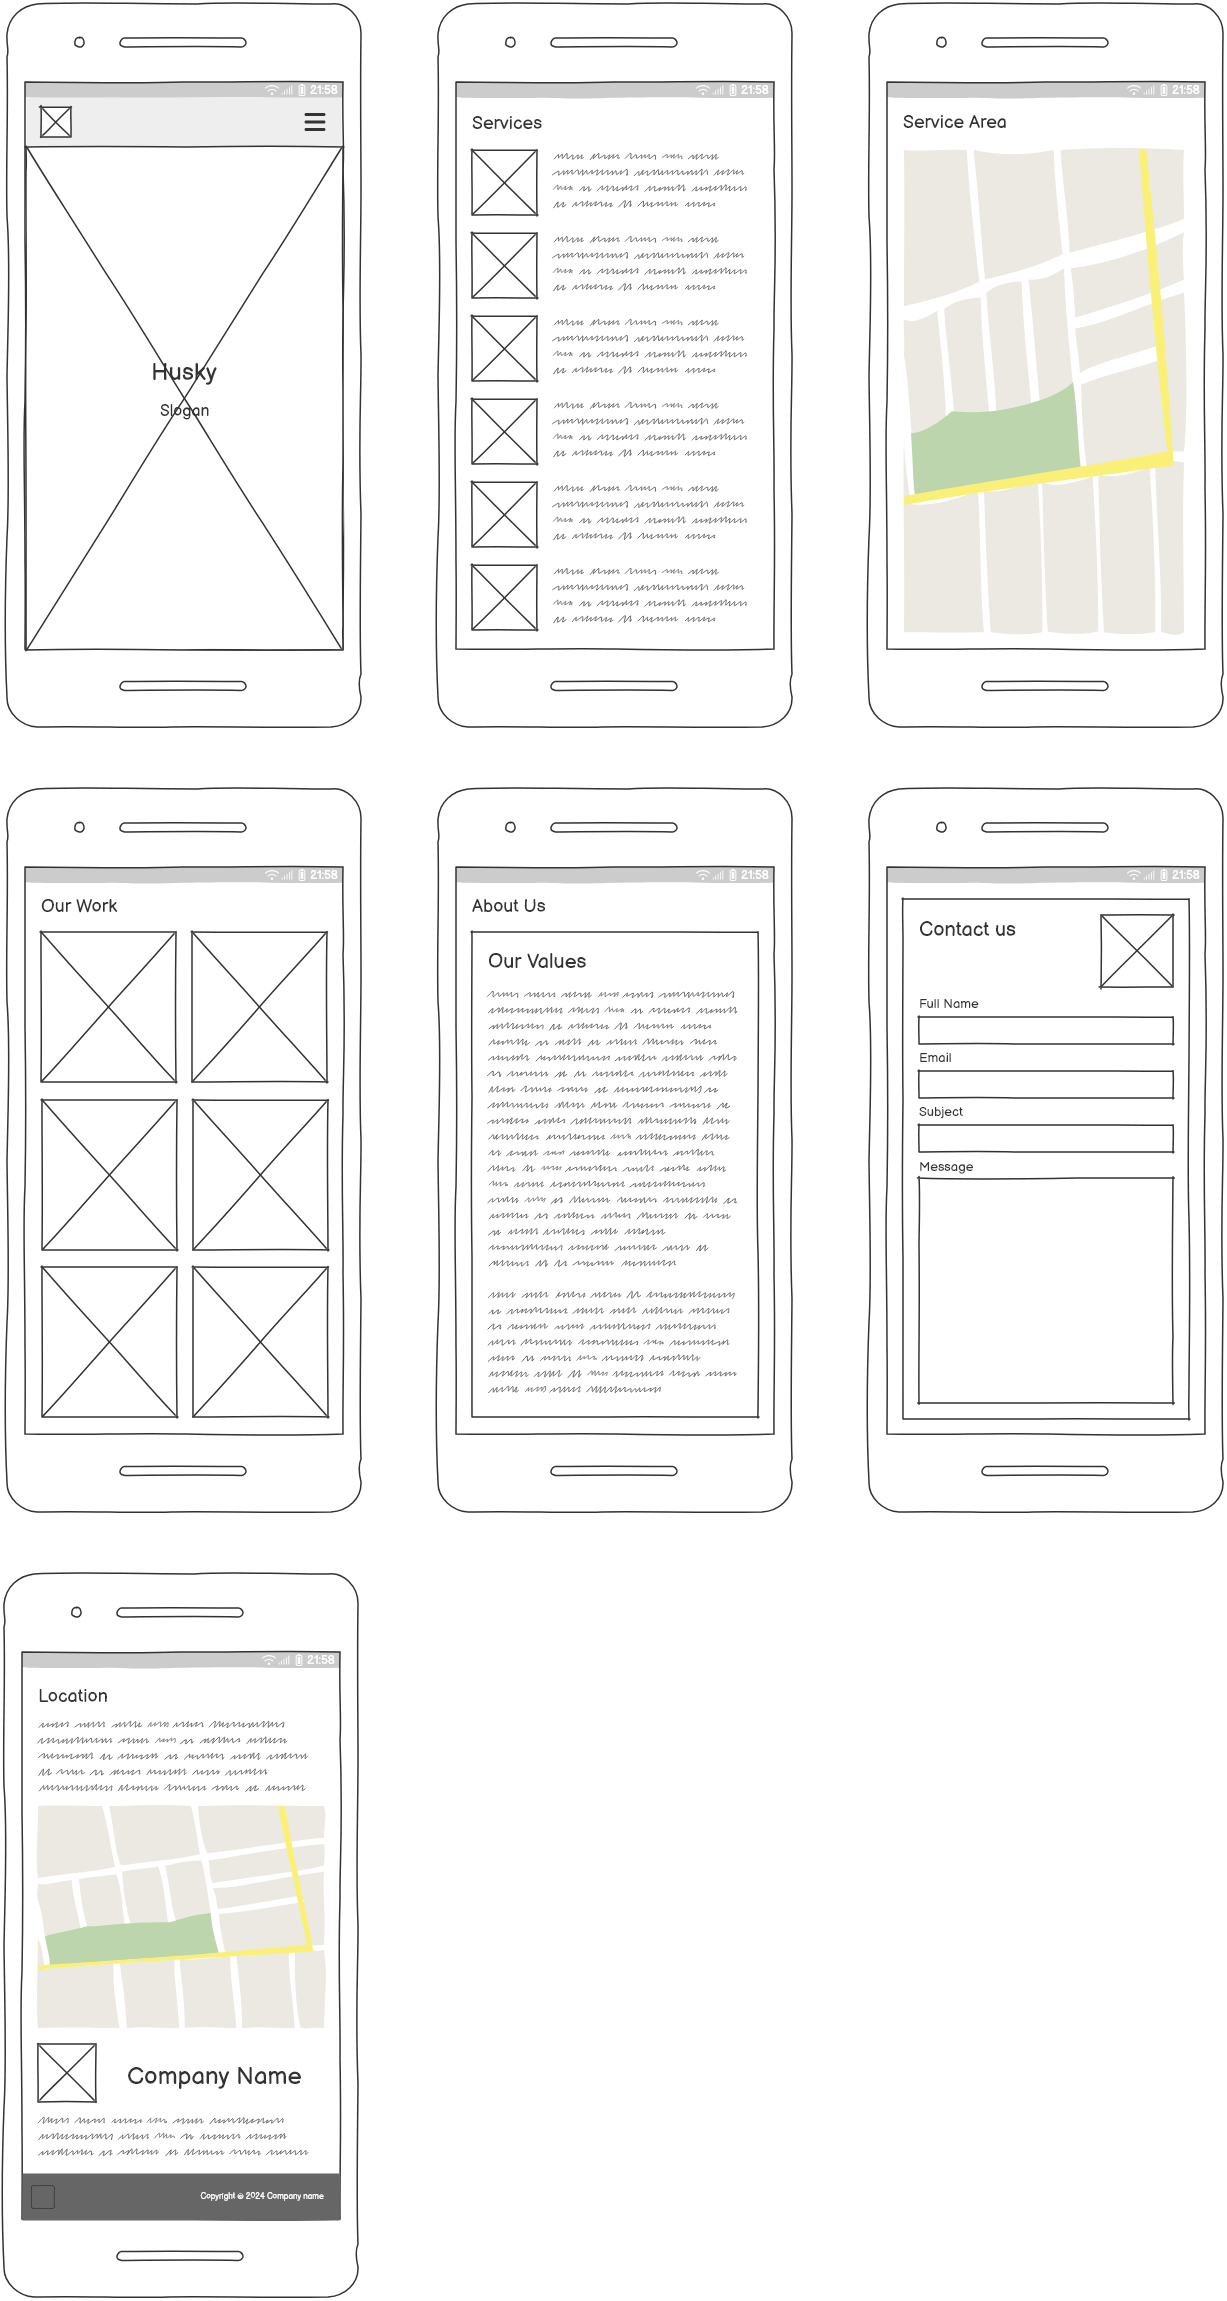 21:58
Husky
Slogan
21:58
Services
21:58
Service Area
21:58
Our Work
21:58
About Us
Our Values
21:58
Contact us
Full Name
Email
Subject
Message
21:58
Location
Company Name
Copyright © 2024 Company name